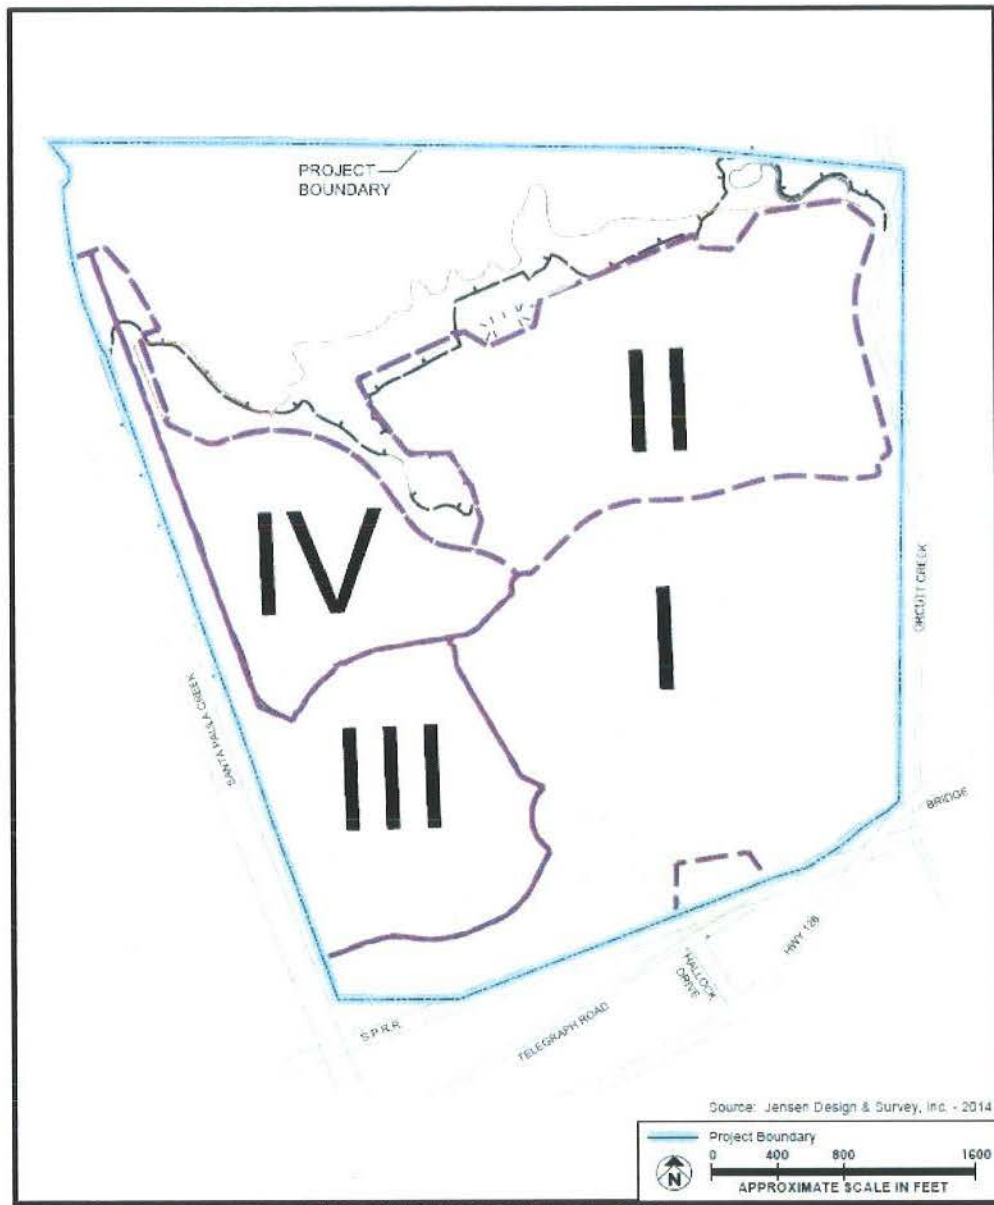 PROJECT
BOUNDARY
II
IV
I
III
ORCUTT CREEK
SANTA PAULA CREEK
BRIDGE
HWY 126
HALLOCK
DRIVE
S.P.R.R.
TELEGRAPH ROAD
Source: Jensen Design & Survey, Inc. - 2014
Project Boundary
0 400 800 1600
N
APPROXIMATE SCALE IN FEET